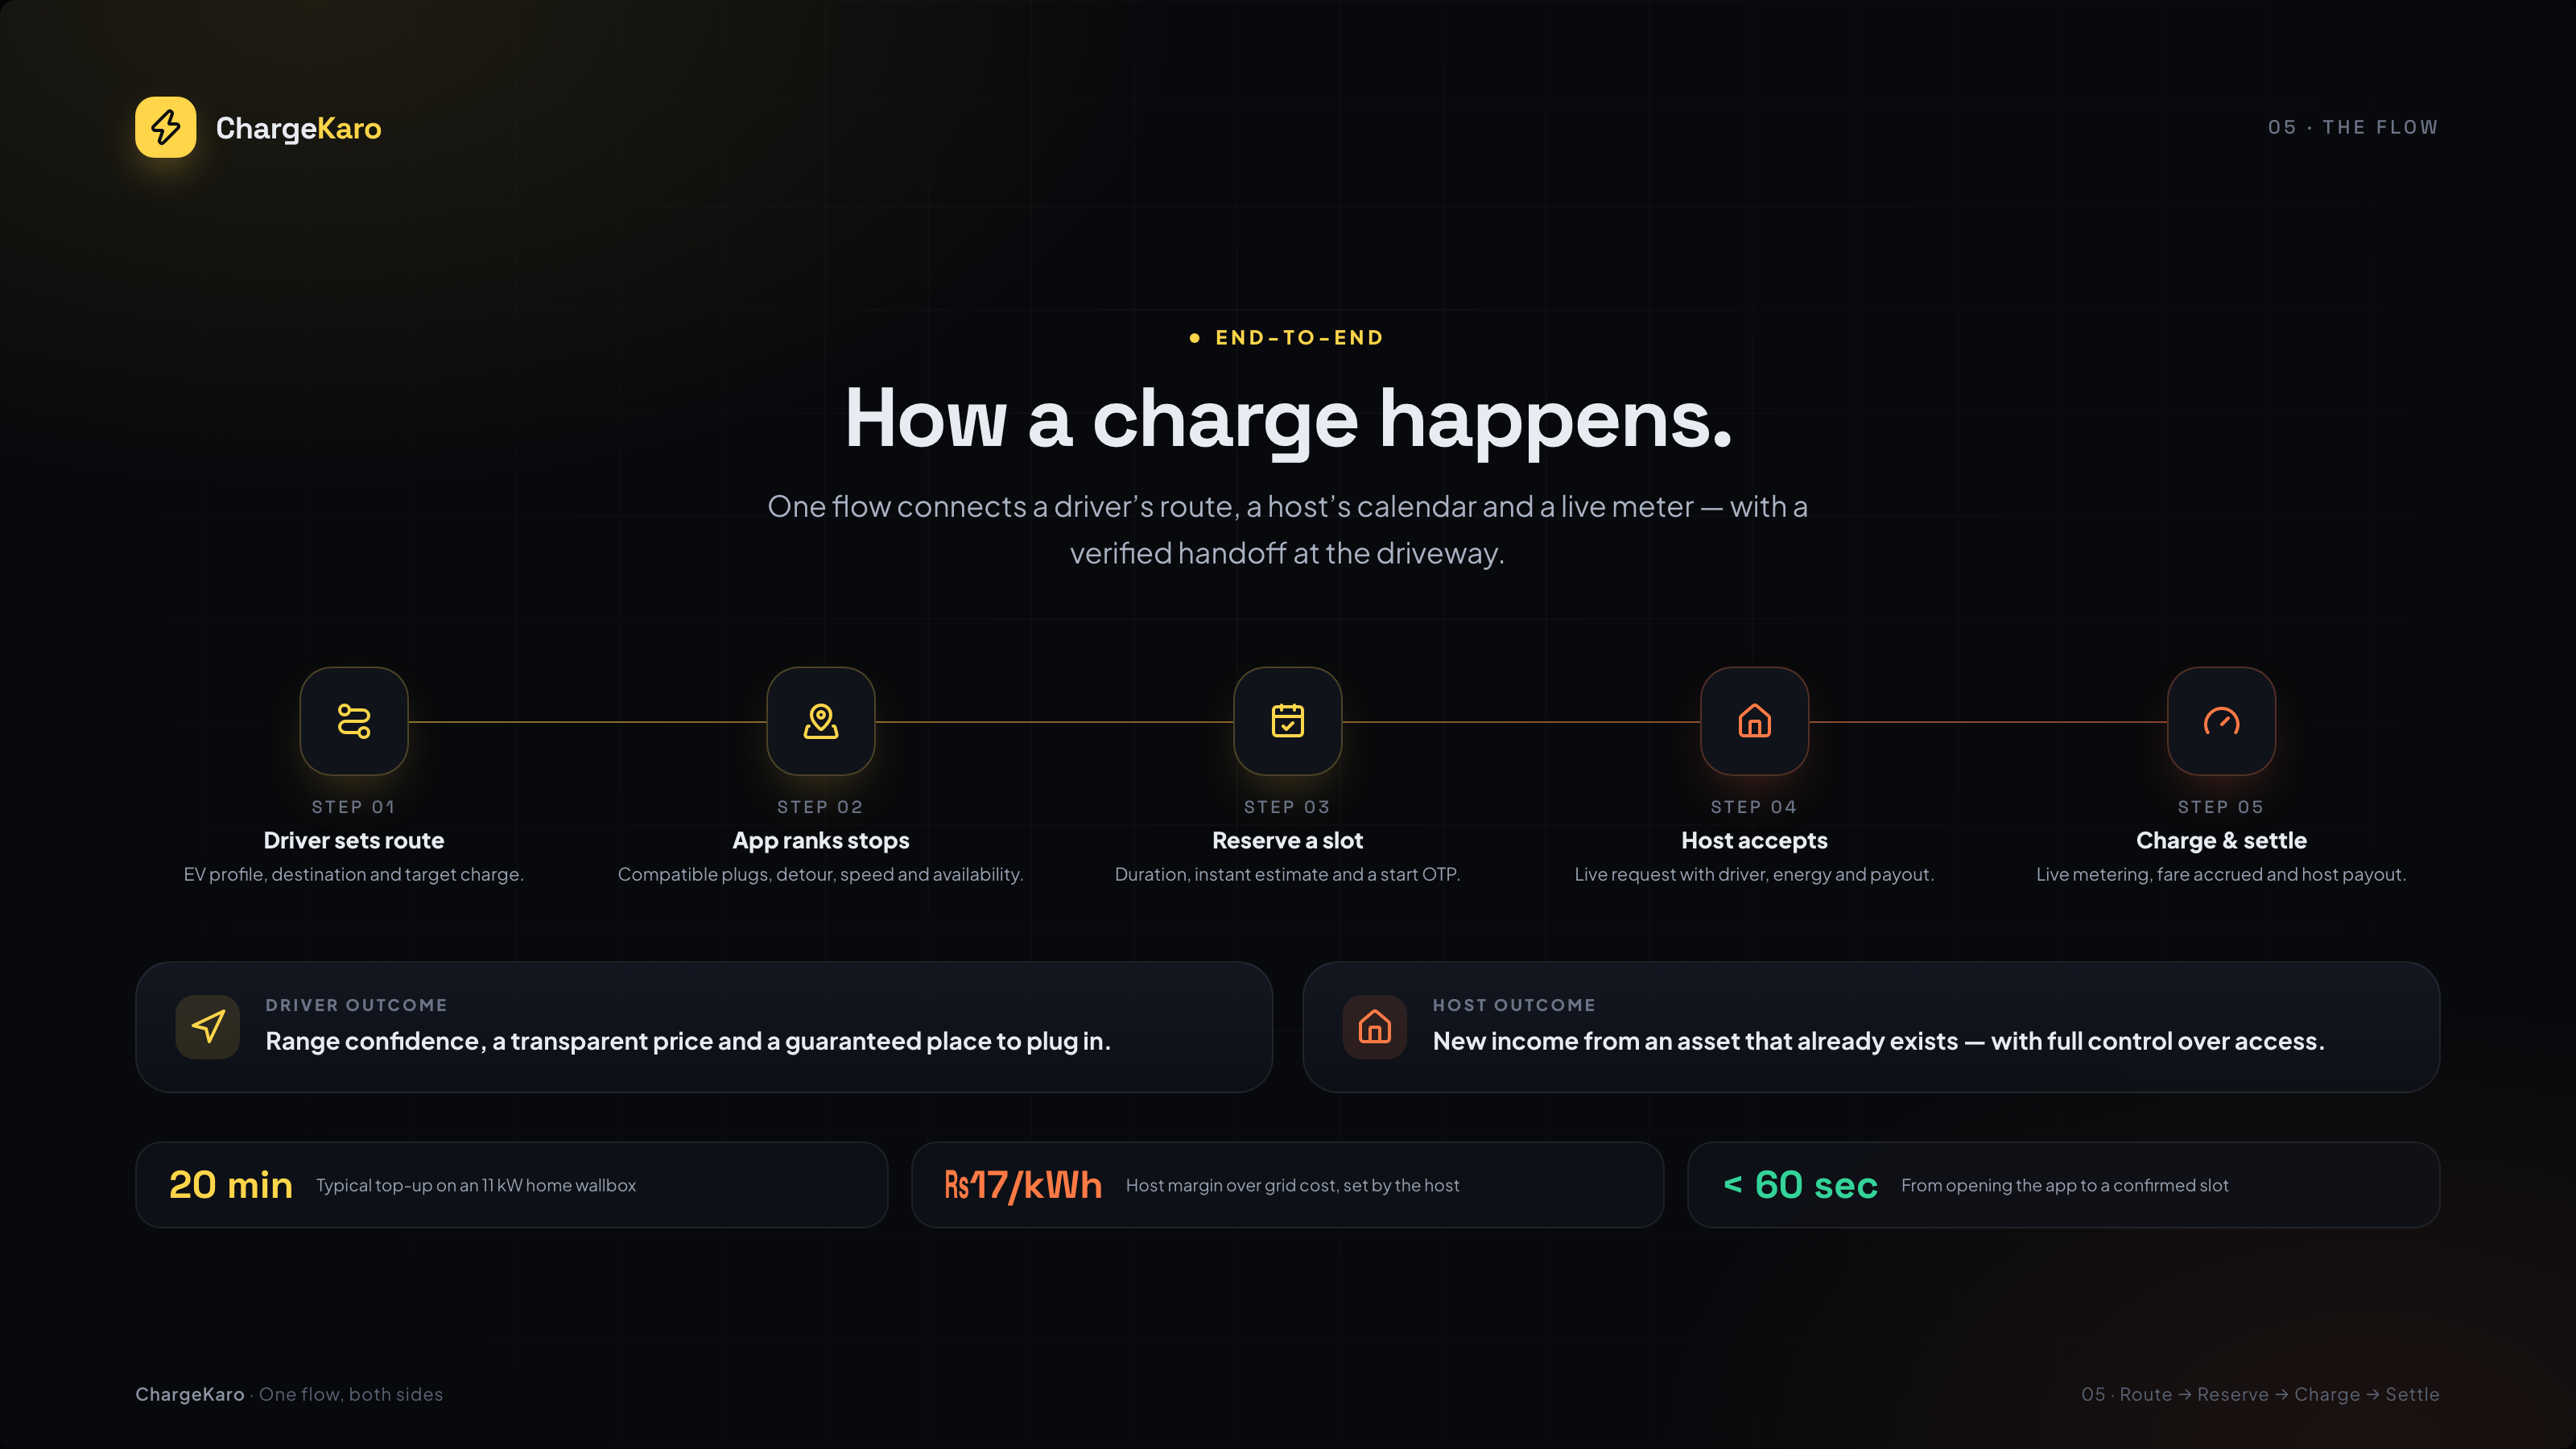 ChargeKaro
05 · THE FLOW
END-TO-END
How a charge happens.
One flow connects a driver’s route, a host’s calendar and a live meter — with a
verified handoff at the driveway.
STEP 01
Driver sets route
EV profile, destination and target charge.
STEP 02
App ranks stops
Compatible plugs, detour, speed and availability.
STEP 03
Reserve a slot
Duration, instant estimate and a start OTP.
STEP 04
Host accepts
Live request with driver, energy and payout.
STEP 05
Charge & settle
Live metering, fare accrued and host payout.
DRIVER OUTCOME
Range confidence, a transparent price and a guaranteed place to plug in.
HOST OUTCOME
New income from an asset that already exists — with full control over access.
20 min Typical top-up on an 11 kW home wallbox
₨17/kWh Host margin over grid cost, set by the host
< 60 sec From opening the app to a confirmed slot
ChargeKaro · One flow, both sides
05 · Route → Reserve → Charge → Settle